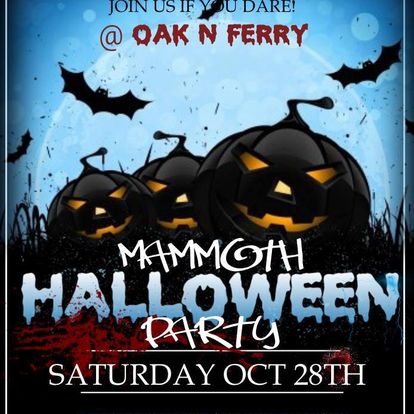 JOIN US IF YOU DARE!
@ OAK N FERRY
MAMMOTH
HALLOWEEN
PARTY
SATURDAY OCT 28TH